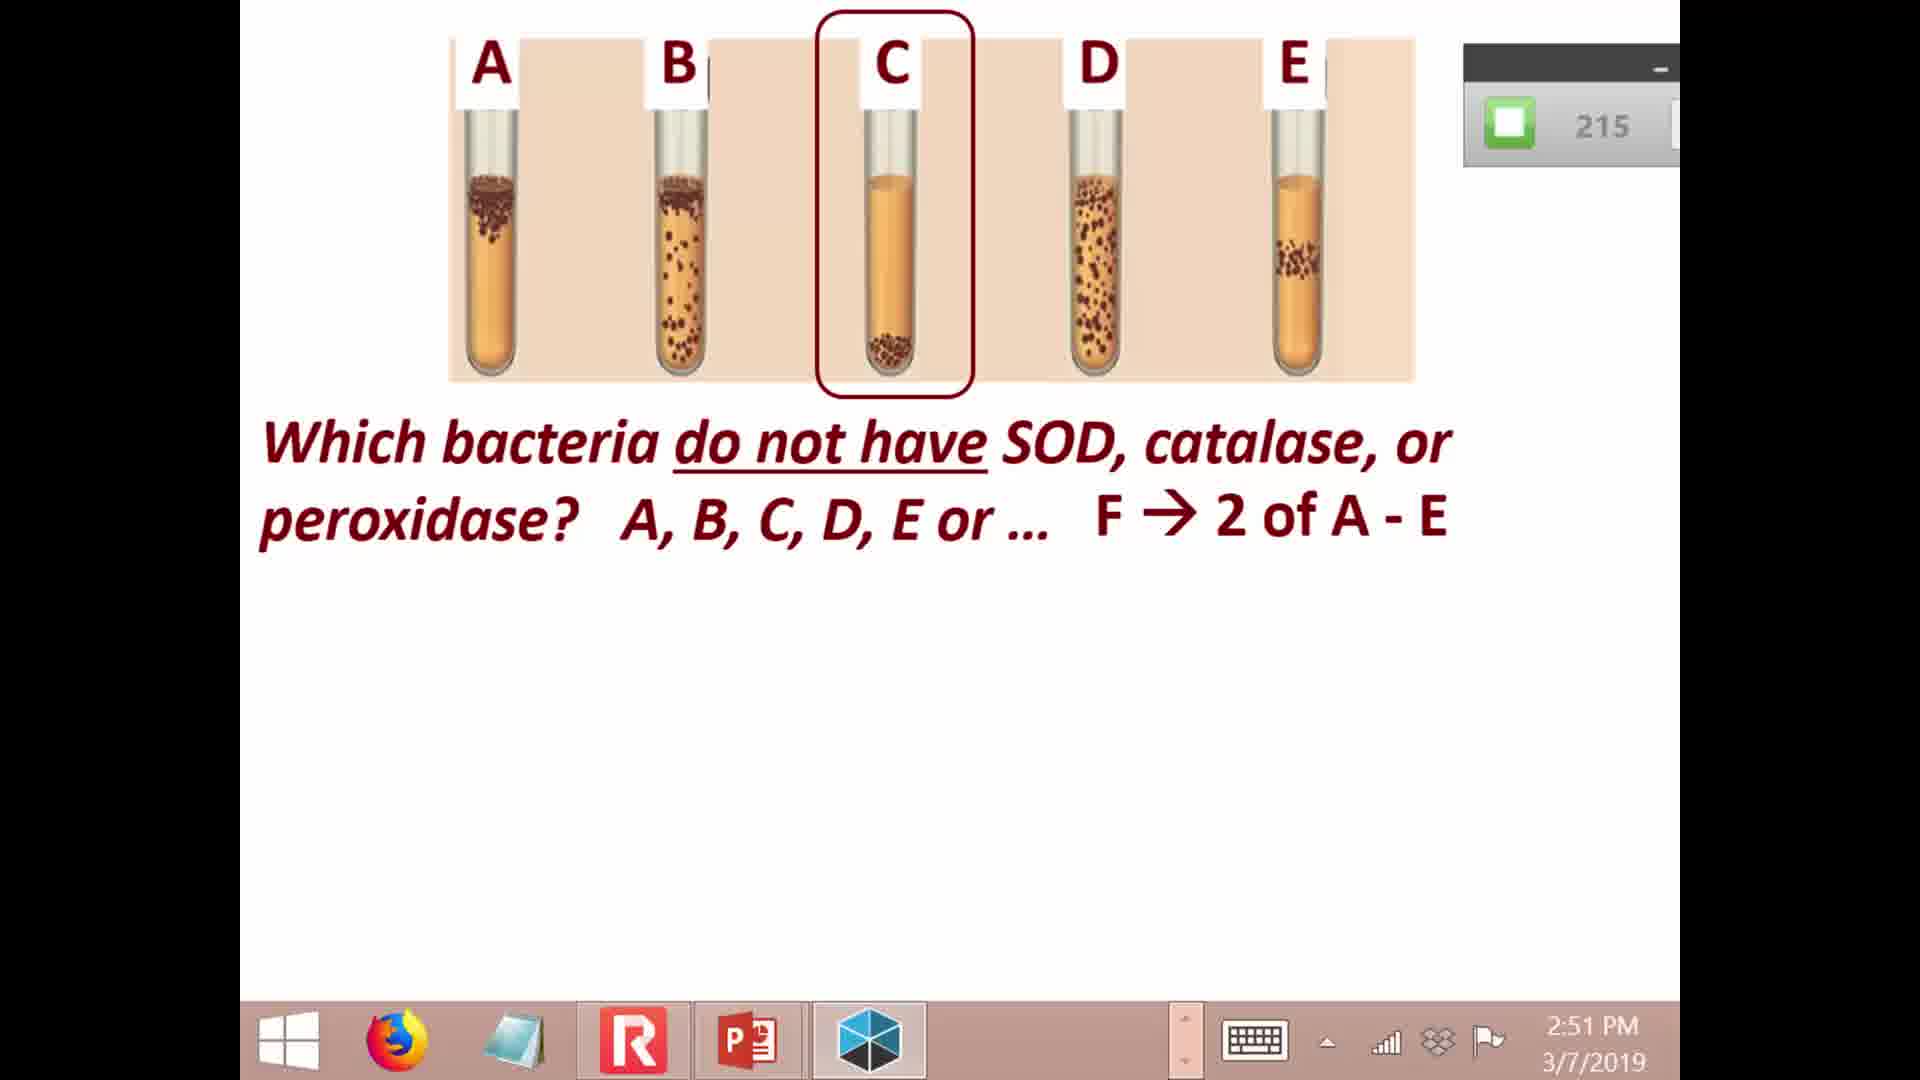 A B C D E
215
Which bacteria do not have SOD, catalase, or
peroxidase? A, B, C, D, E or ... F → 2 of A - E
2:51 PM
3/7/2019